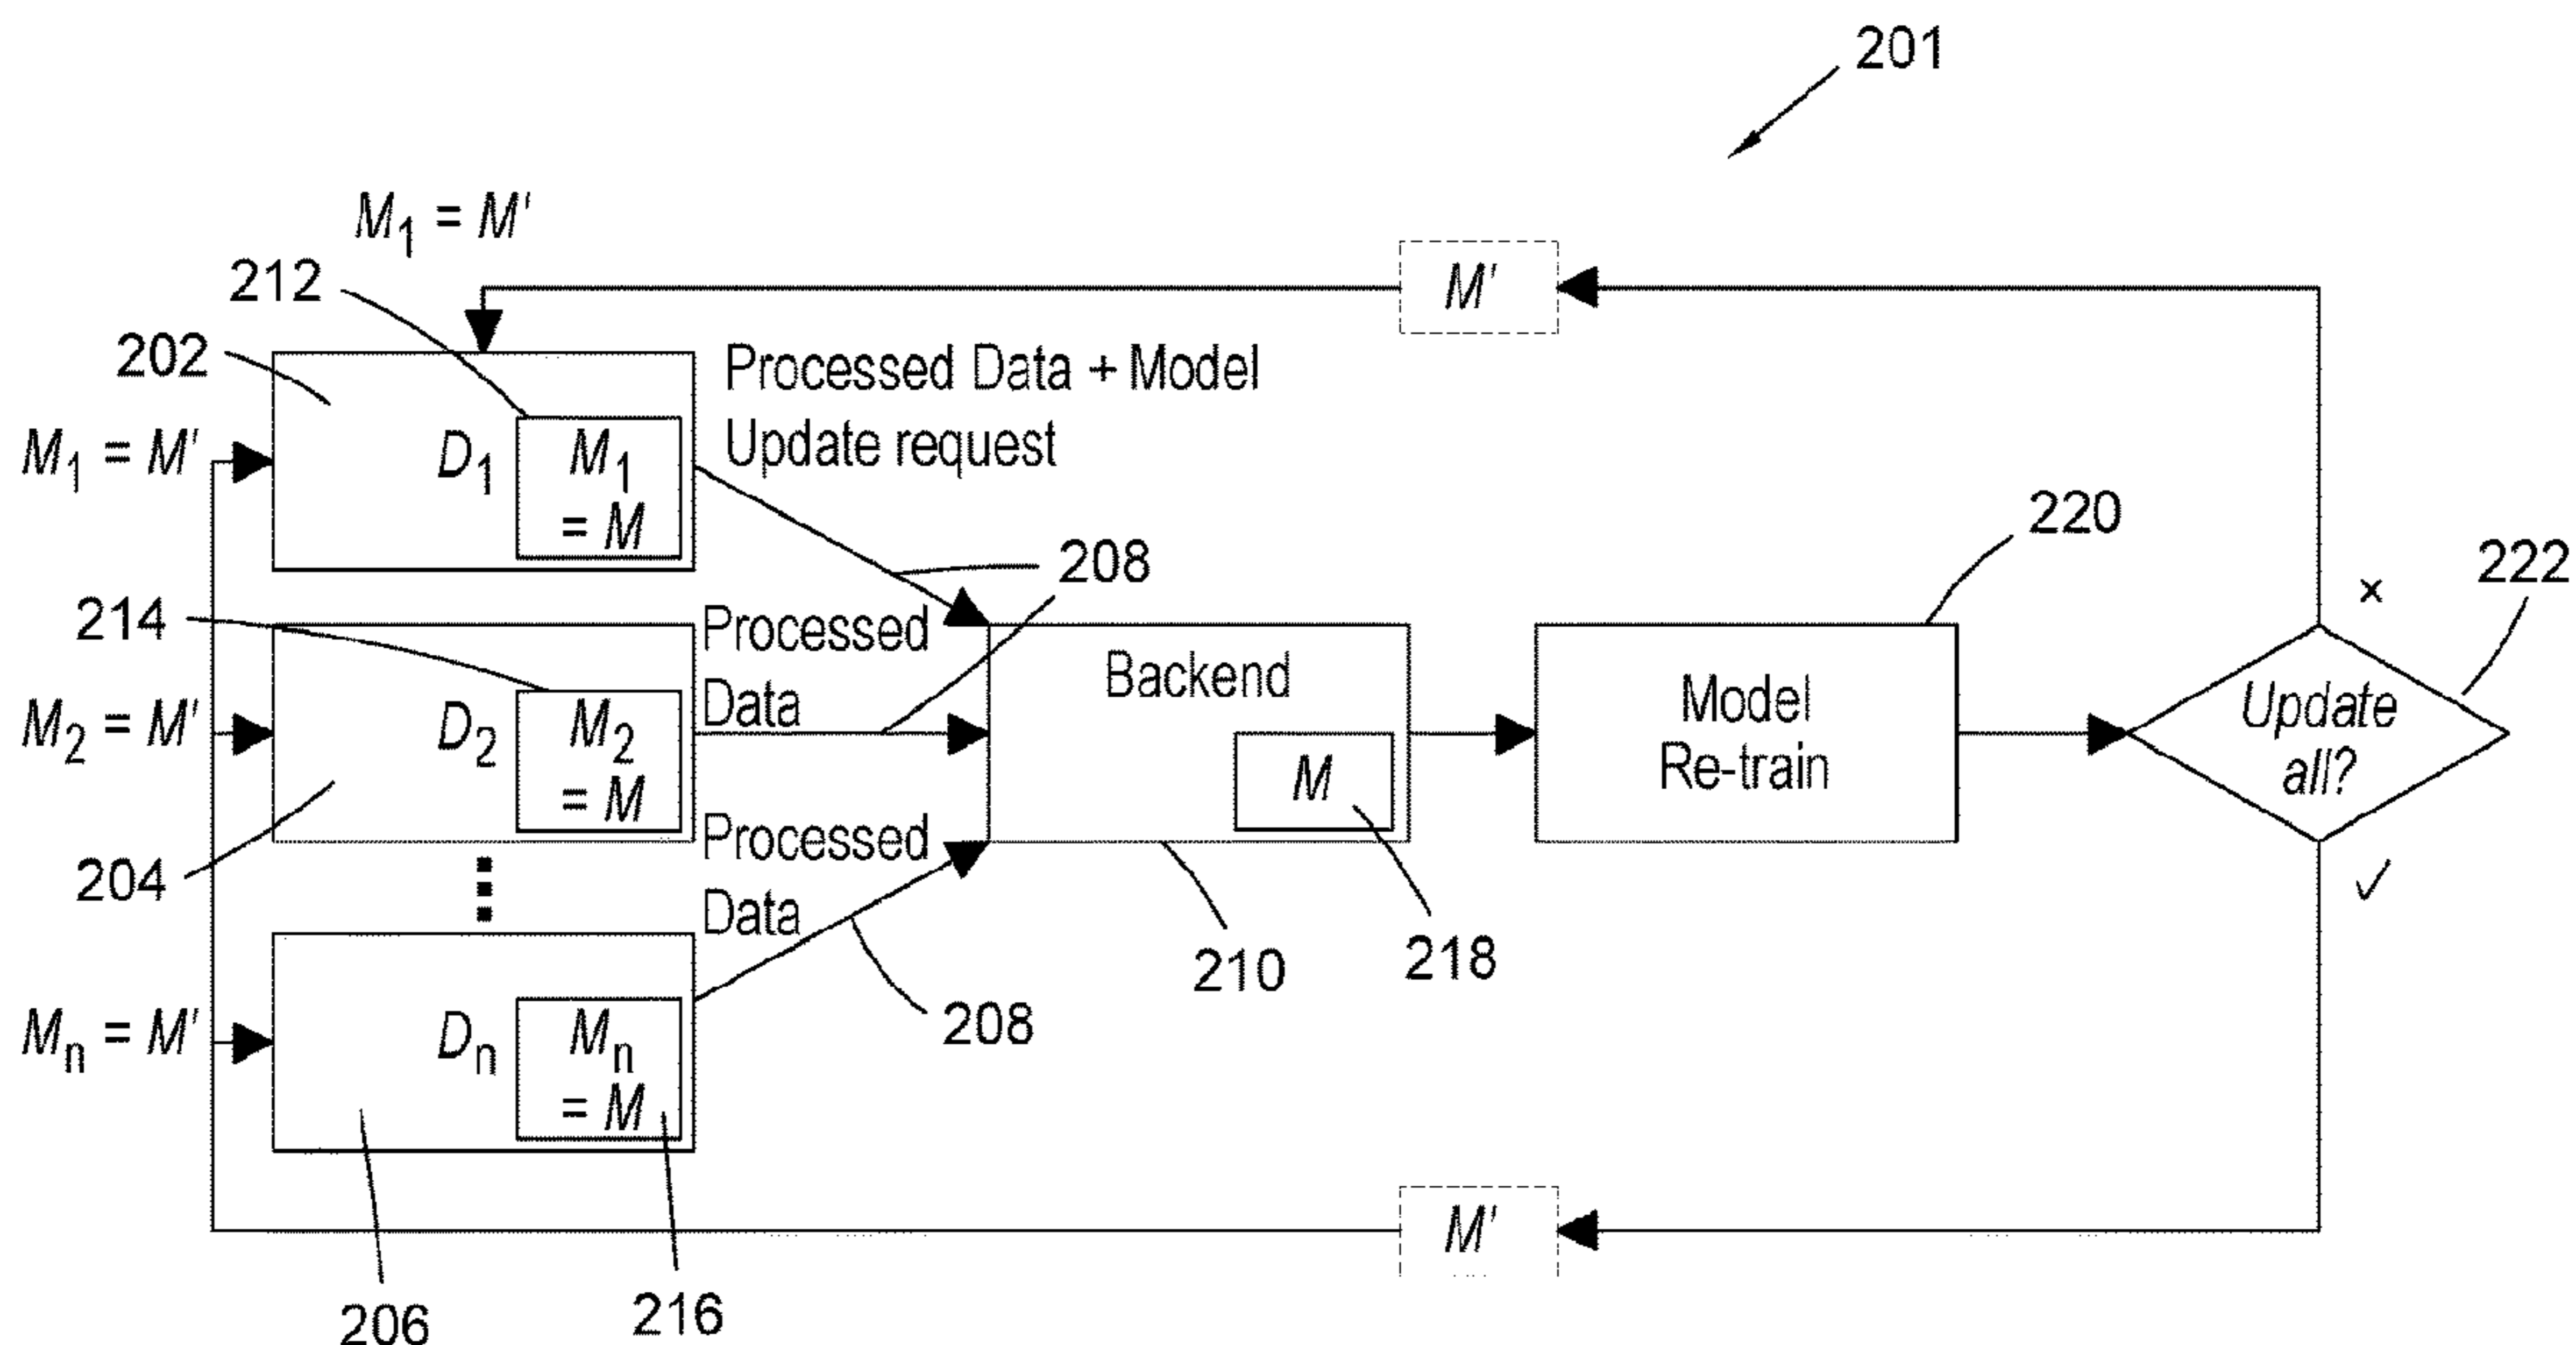 201
M1 = M'
212
M'
202
Processed Data + Model
Update request
M1 = M'
D1
M1
= M
220
208
222
×
214
Processed
Data
Backend
Model
Re-train
Update
all?
M2 = M'
D2
M2
= M
M
Processed
Data
204
✓
210
218
208
Mn = M'
Dn
Mn
= M
M'
206
216